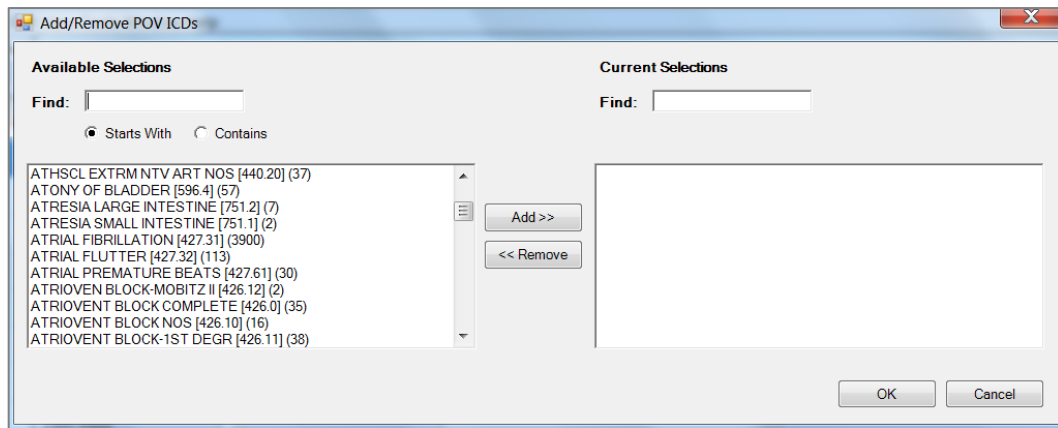 Add/Remove POV ICDs
Available Selections
Current Selections
Find:
Find:
Starts With
Contains
ATHSCL EXTRM NTV ART NOS [440.20] (37)
ATONY OF BLADDER [596.4] (57)
ATRESIA LARGE INTESTINE [751.2] (7)
ATRESIA SMALL INTESTINE [751.1] (2)
ATRIAL FIBRILLATION [427.31] (3900)
ATRIAL FLUTTER [427.32] (113)
ATRIAL PREMATURE BEATS [427.61] (30)
ATRIOVEN BLOCK-MOBITZ II [426.12] (2)
ATRIOVENT BLOCK COMPLETE [426.0] (35)
ATRIOVENT BLOCK NOS [426.10] (16)
ATRIOVENT BLOCK-1ST DEGR [426.11] (38)
Add >>
<< Remove
OK
Cancel